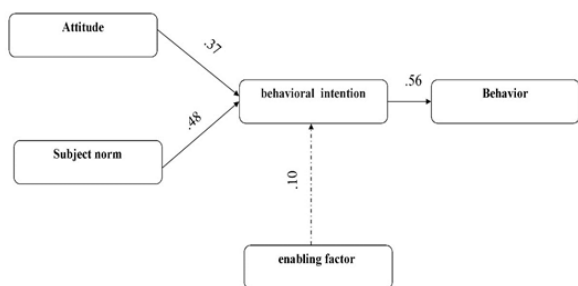 Attitude
.37
behavioral intention
.56
Behavior
.48
Subject norm
.10
enabling factor